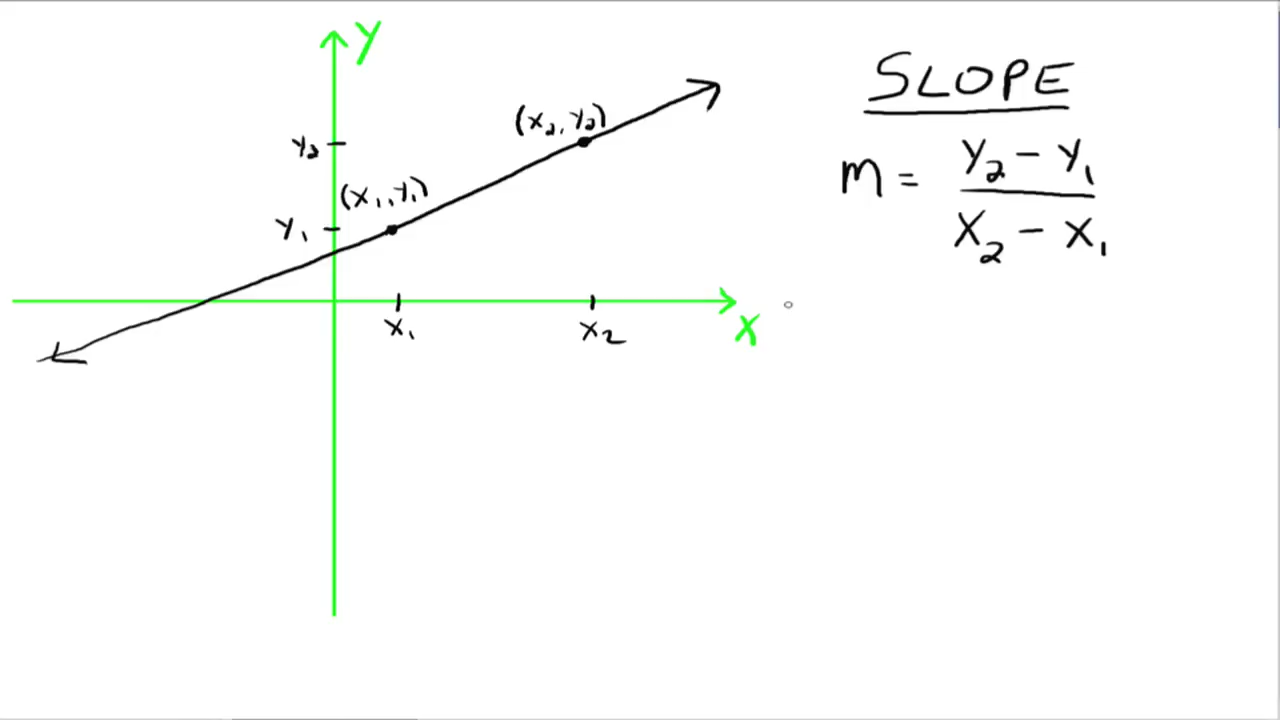 Y
SLOPE
(x₂, y₂)
y₂
m = y₂ - y₁ / x₂ - x₁
(x₁, y₁)
y₁
x₁
x₂
X